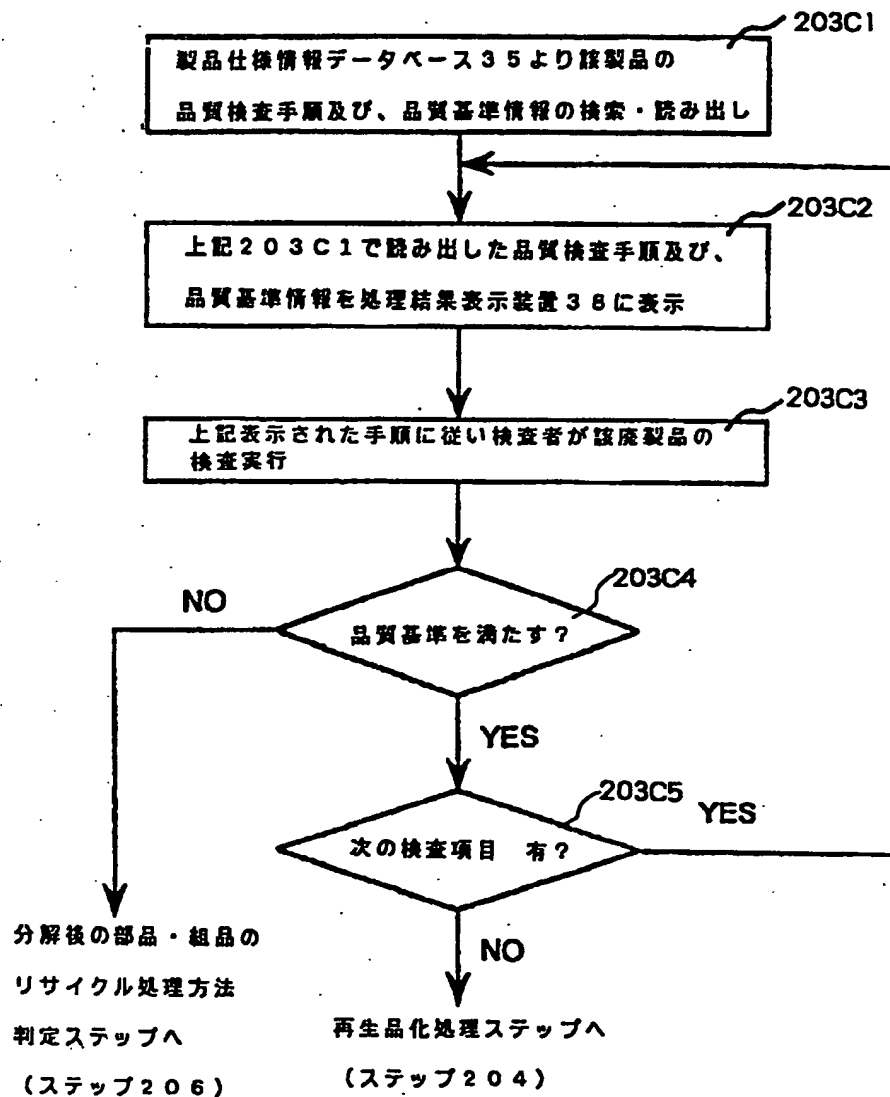 203C1
製品仕様情報データベース35より該製品の
品質検査手順及び、品質基準情報の検索・読み出し
203C2
上記203C1で読み出した品質検査手順及び、
品質基準情報を処理結果表示装置38に表示
203C3
上記表示された手順に従い検査者が該廃製品の
検査実行
203C4
NO
品質基準を満たす?
YES
203C5
YES
次の検査項目 有?
NO
分解後の部品・組品の
リサイクル処理方法
判定ステップへ
(ステップ206)
再生品化処理ステップへ
(ステップ204)